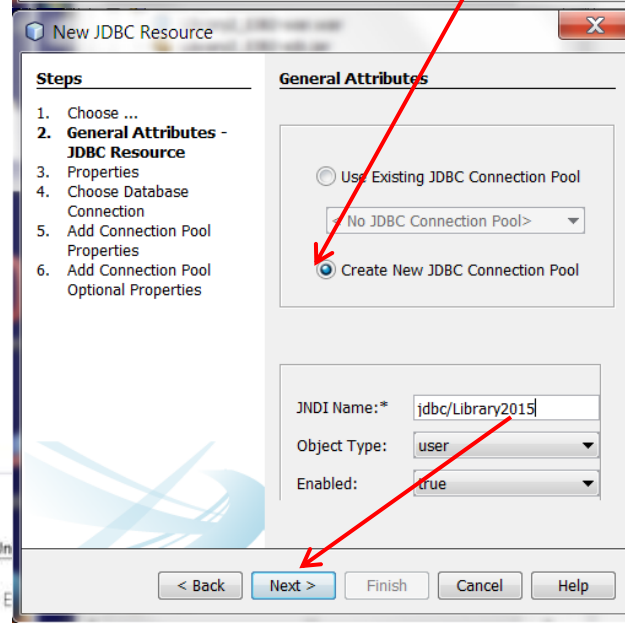 New JDBC Resource
X
Steps
1. Choose ...
2. General Attributes -
JDBC Resource
3. Properties
4. Choose Database
Connection
5. Add Connection Pool
Properties
6. Add Connection Pool
Optional Properties
General Attributes
Use Existing JDBC Connection Pool
< No JDBC Connection Pool>
Create New JDBC Connection Pool
JNDI Name:* jdbc/Library2015
Object Type: user
Enabled: true
< Back Next > Finish Cancel Help